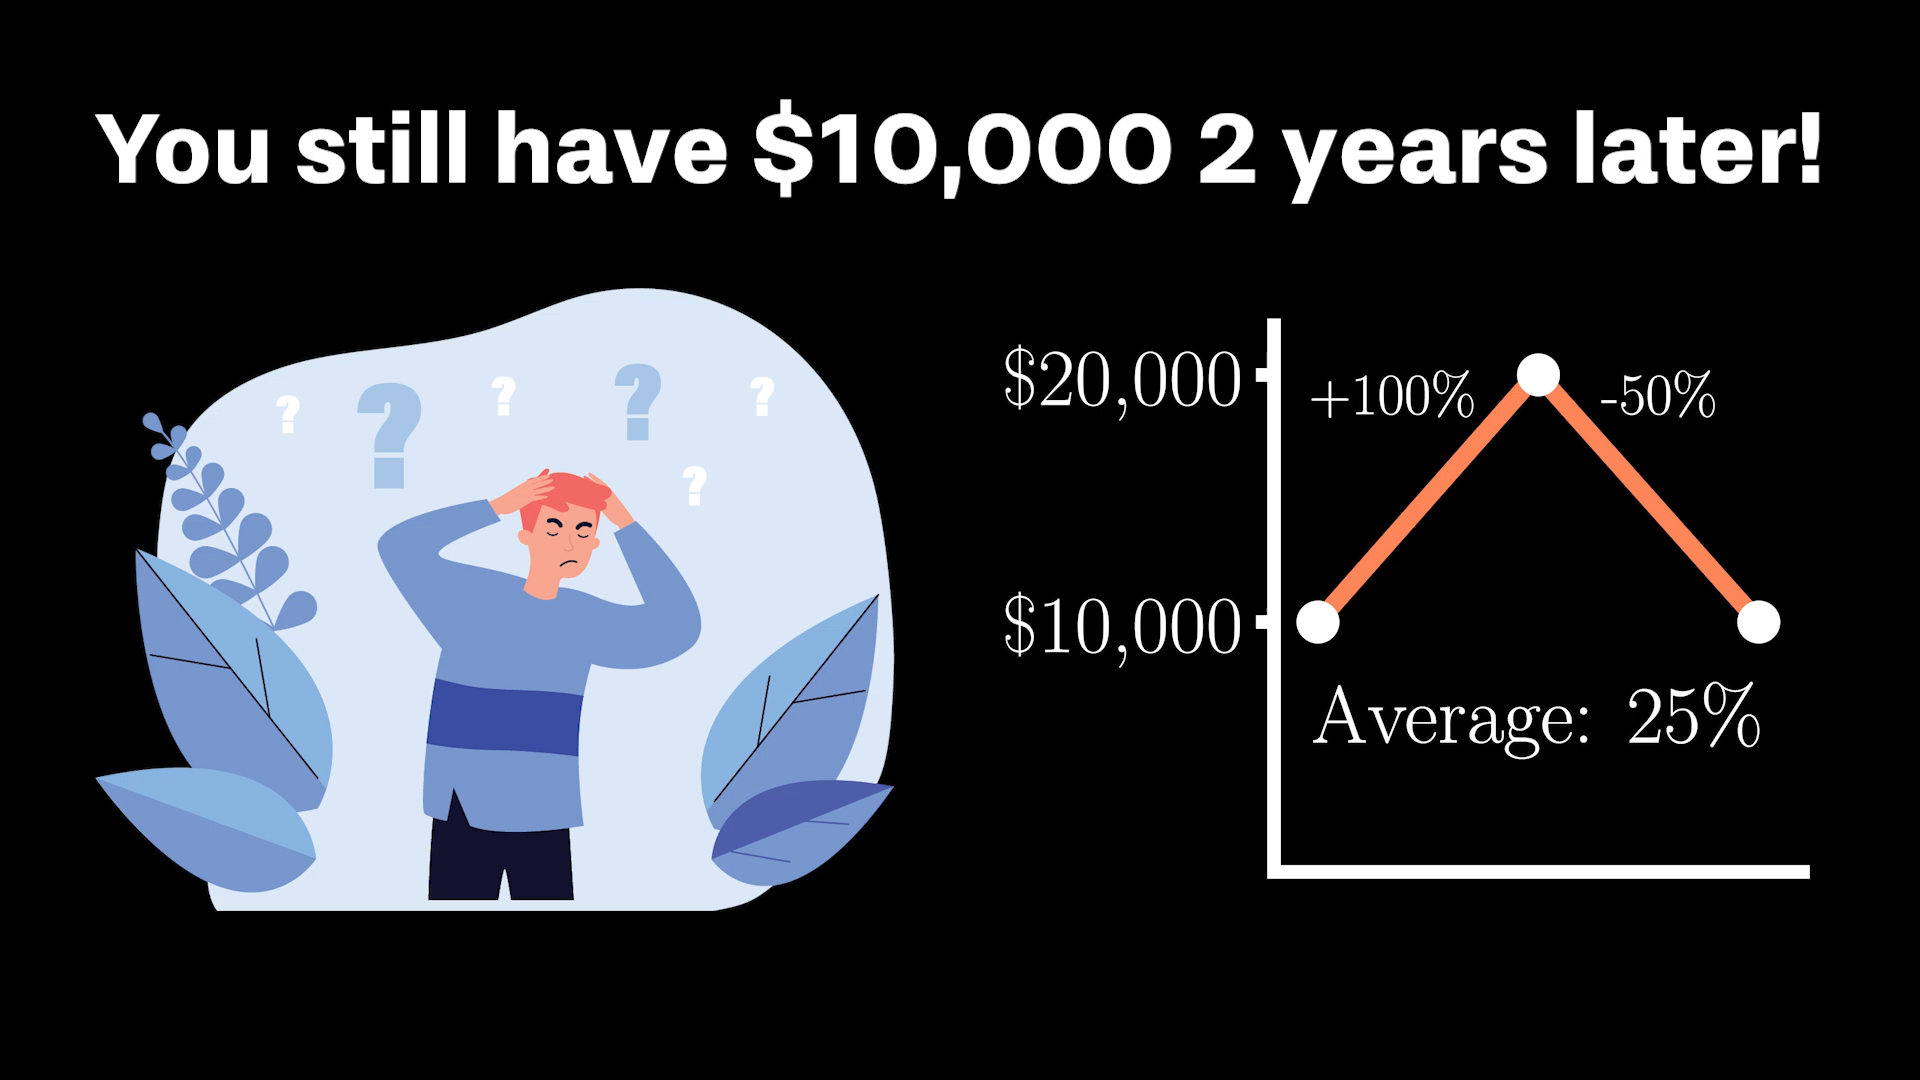 You still have $10,000 2 years later!
? ? ? ? ?
?
$20,000
+100%
-50%
$10,000
Average: 25%